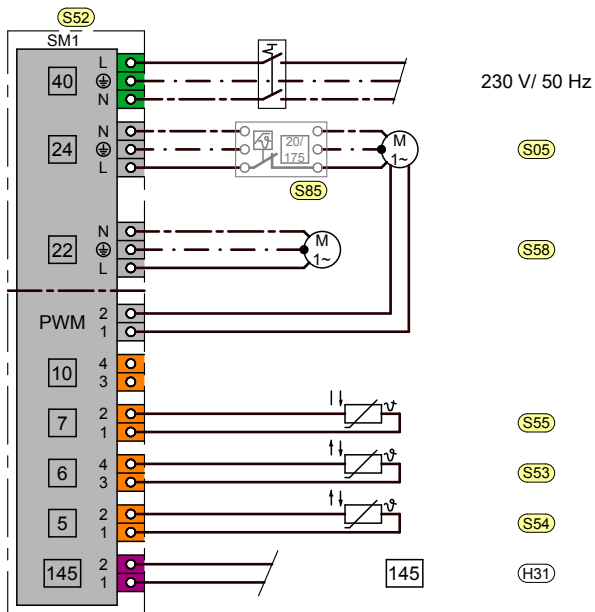 S52
SM1
40 L
N
230 V/ 50 Hz
24 N
L
ϑ 20/
175
M
1~
S05
S85
22 N
L
M
1~
S58
PWM 2
1
10 4
3
7 2
1
ϑ
S55
6 4
3
ϑ
S53
5 2
1
ϑ
S54
145 2
1
145
H31